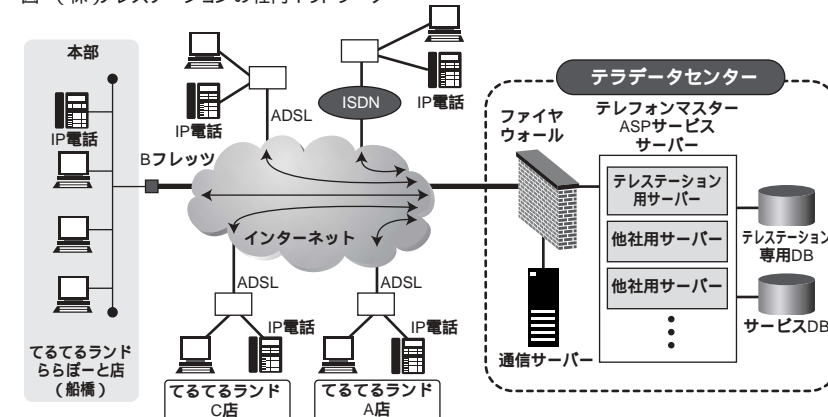 図 (株)テレステーションの社内ネットワーク
本部
IP電話
てるてるランド
ららぽーと店
(船橋)
Bフレッツ
IP電話
ADSL
ISDN
IP電話
インターネット
ADSL
IP電話
てるてるランド
C店
ADSL
IP電話
てるてるランド
A店
テラデータセンター
ファイヤ
ウォール
通信サーバー
テレフォンマスター
ASPサービス
サーバー
テレステーション
用サーバー
他社用サーバー
他社用サーバー
テレステーション
専用DB
サービスDB